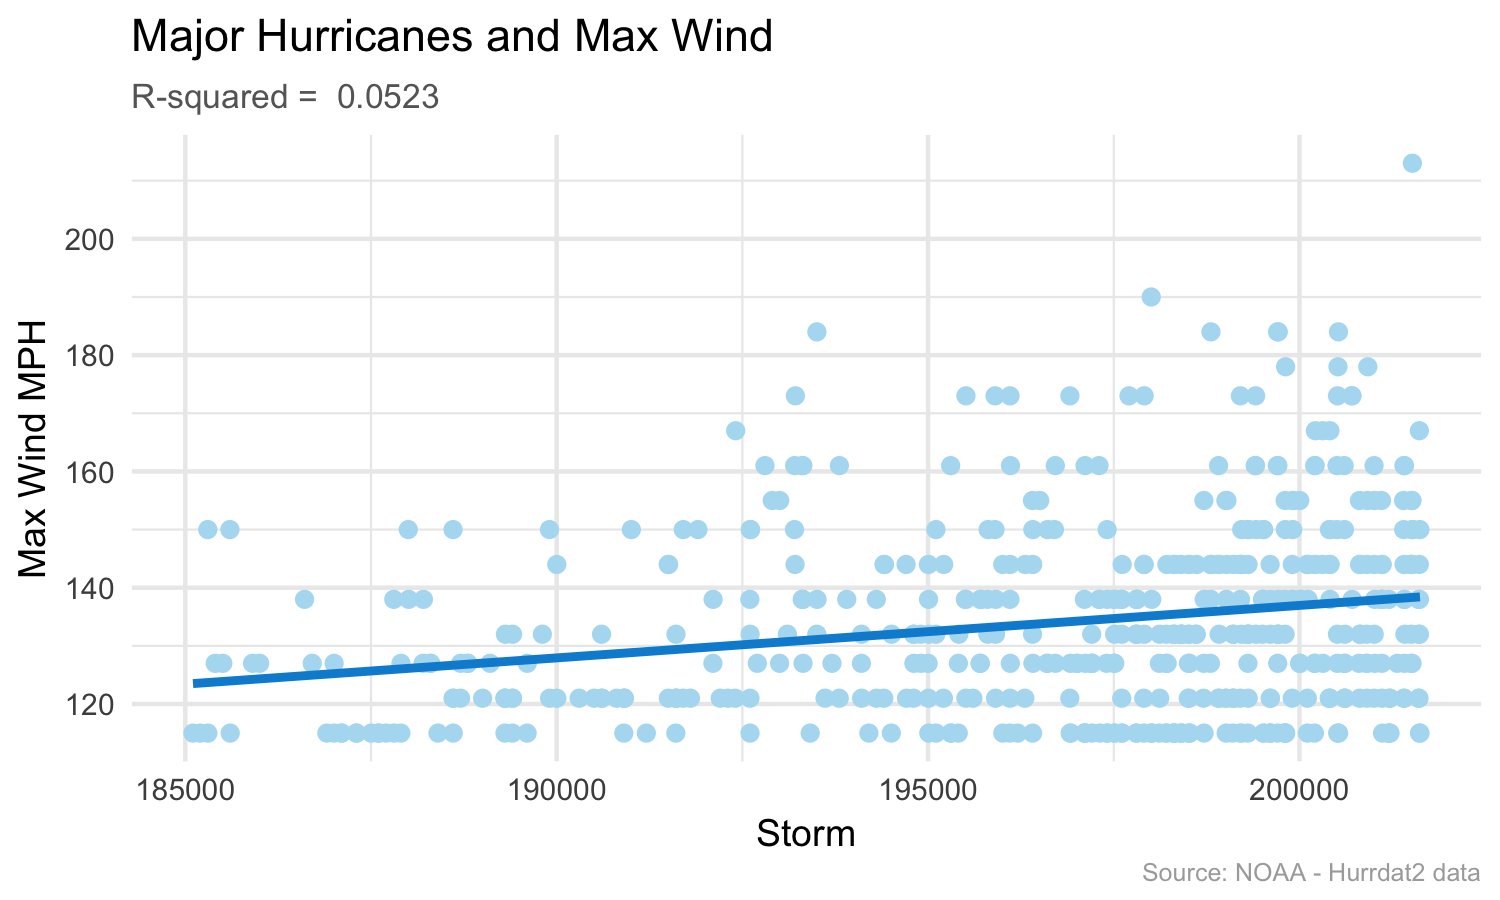 Major Hurricanes and Max Wind
R-squared =  0.0523
Max Wind MPH
200
180
160
140
120
185000 190000 195000 200000
Storm
Source: NOAA - Hurrdat2 data